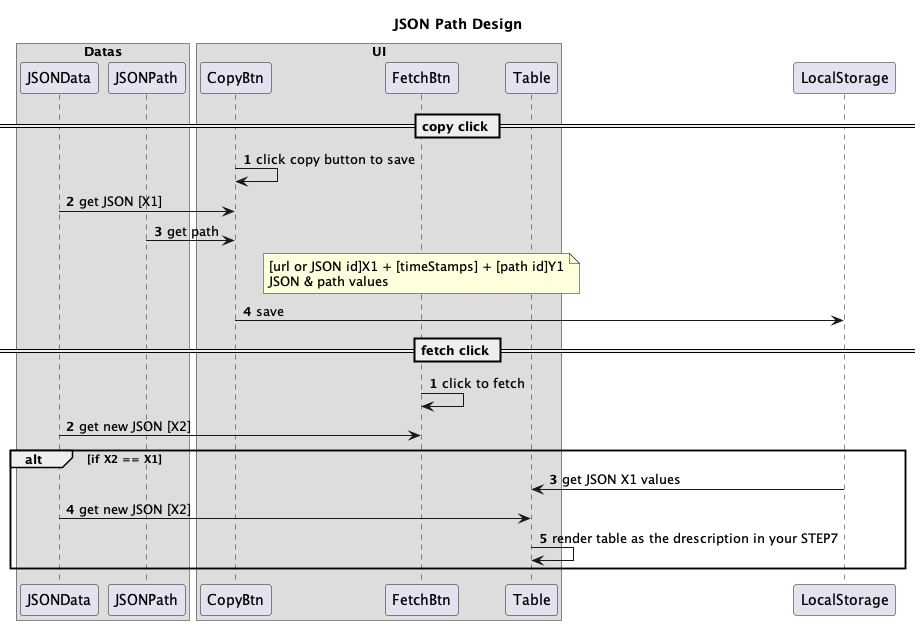 JSON Path Design
Datas
UI
JSONData
JSONPath
CopyBtn
FetchBtn
Table
LocalStorage
copy click
1 click copy button to save
2 get JSON [X1]
3 get path
[url or JSON id]X1 + [timeStamps] + [path id]Y1
JSON & path values
4 save
fetch click
1 click to fetch
2 get new JSON [X2]
alt
[if X2 == X1]
3 get JSON X1 values
4 get new JSON [X2]
5 render table as the drescription in your STEP7
JSONData
JSONPath
CopyBtn
FetchBtn
Table
LocalStorage